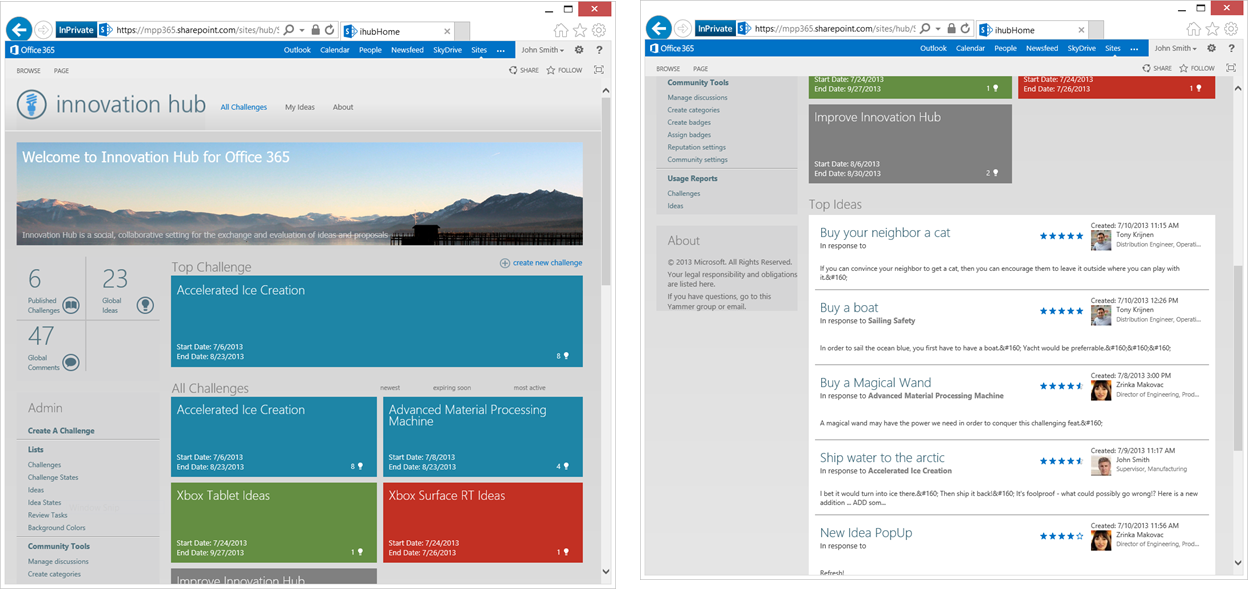 InPrivate
https://mpp365.sharepoint.com/sites/hub/S
ihubHome
Office 365
Outlook Calendar People Newsfeed SkyDrive Sites ... John Smith ?
BROWSE PAGE
SHARE FOLLOW
innovation hub
All Challenges My Ideas About
Welcome to Innovation Hub for Office 365
Innovation Hub is a social, collaborative setting for the exchange and evaluation of ideas and proposals.
6
Published
Challenges
23
Global
Ideas
47
Global
Comments
Top Challenge
create new challenge
Accelerated Ice Creation
Start Date: 7/6/2013
End Date: 8/23/2013
8
All Challenges
newest expiring soon most active
Accelerated Ice Creation
Start Date: 7/6/2013
End Date: 8/23/2013
8
Advanced Material Processing
Machine
Start Date: 7/8/2013
End Date: 8/23/2013
4
Xbox Tablet Ideas
Start Date: 7/24/2013
End Date: 9/27/2013
1
Xbox Surface RT Ideas
Start Date: 7/24/2013
End Date: 7/26/2013
1
Improve Innovation Hub
Admin
Create A Challenge
Lists
Challenges
Challenge States
Ideas
Idea States
Review Tasks
Background Colors
Community Tools
Manage discussions
Create categories
InPrivate
https://mpp365.sharepoint.com/sites/hub/S
ihubHome
Office 365
Outlook Calendar People Newsfeed SkyDrive Sites ... John Smith ?
BROWSE PAGE
SHARE FOLLOW
Community Tools
Manage discussions
Create categories
Create badges
Assign badges
Reputation settings
Community settings
Usage Reports
Challenges
Ideas
About
© 2013 Microsoft. All Rights Reserved.
Your legal responsibility and obligations
are listed here.
If you have questions, go to this
Yammer group or email.
Start Date: 7/24/2013
End Date: 9/27/2013
1
Start Date: 7/24/2013
End Date: 7/26/2013
1
Improve Innovation Hub
Start Date: 8/6/2013
End Date: 8/30/2013
2
Top Ideas
Buy your neighbor a cat
In response to
Created: 7/10/2013 11:15 AM
Tony Krijnen
Distribution Engineer, Operati...
If you can convince your neighbor to get a cat, then you can encourage them to leave it outside where you can play with
it.&#160;
Buy a boat
In response to Sailing Safety
Created: 7/10/2013 12:26 PM
Tony Krijnen
Distribution Engineer, Operati...
In order to sail the ocean blue, you first have to have a boat.&#160; Yacht would be preferrable.&#160;&#160;&#160;
Buy a Magical Wand
In response to Advanced Material Processing Machine
Created: 7/8/2013 3:00 PM
Zrinka Makovac
Director of Engineering, Prod...
A magical wand may have the power we need in order to conquer this challenging feat.&#160;
Ship water to the arctic
In response to Accelerated Ice Creation
Created: 7/9/2013 11:17 AM
John Smith
Supervisor, Manufacturing
I bet it would turn into ice there.&#160; Then ship it back!&#160; It's foolproof - what could possibly go wrong!? Here is a new
addition ... ADD som...
New Idea PopUp
In response to
Created: 7/10/2013 11:56 AM
Zrinka Makovac
Director of Engineering, Prod...
Refresh!